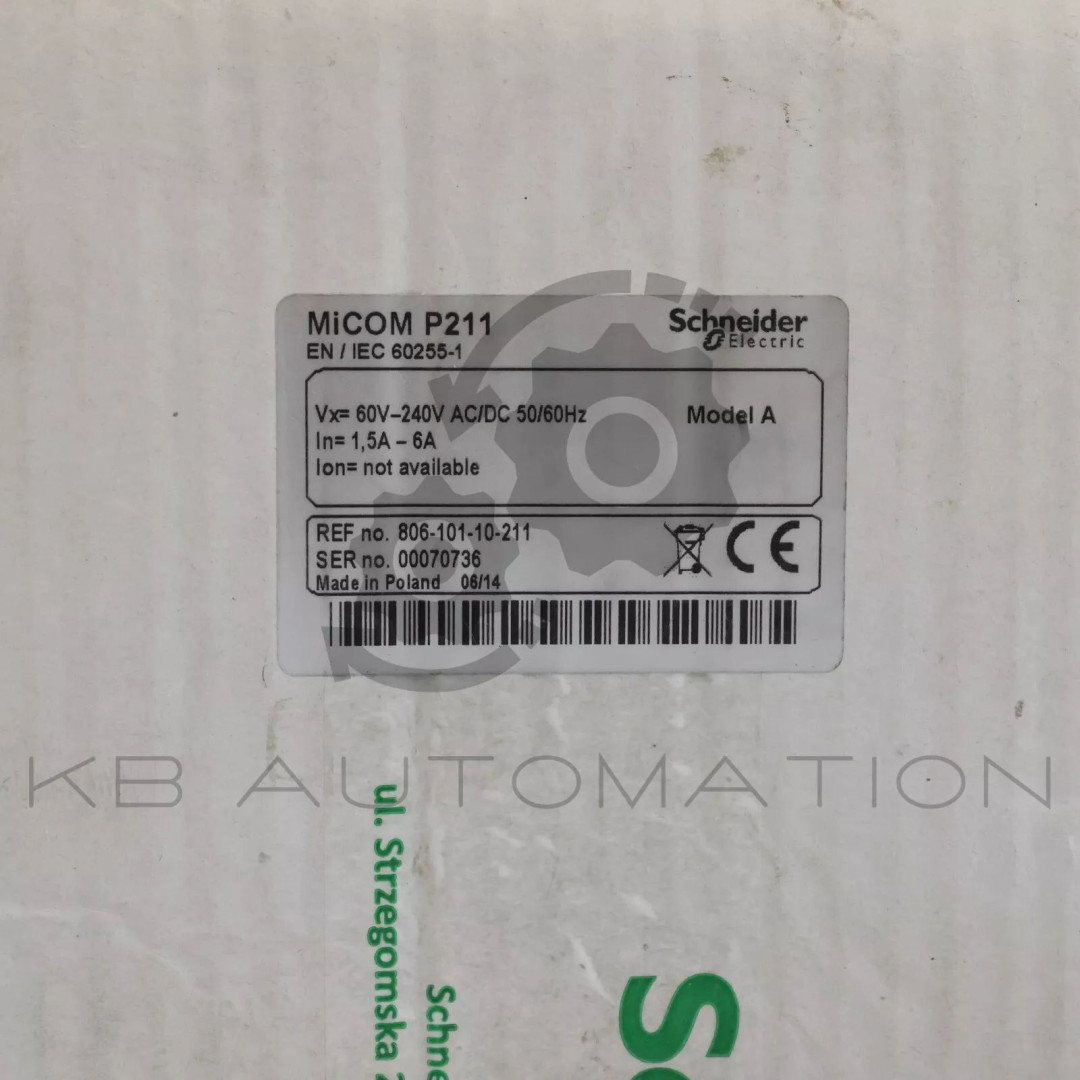 MiCOM P211
EN / IEC 60255-1
Schneider
Electric
Vx= 60V–240V AC/DC 50/60Hz
Model A
In= 1,5A – 6A
Ion= not available
REF no. 806-101-10-211
SER no. 00070736
Made in Poland 06/14
CE
KB AUTOMATION
ul. Strzegomska 2
Schne
Sc